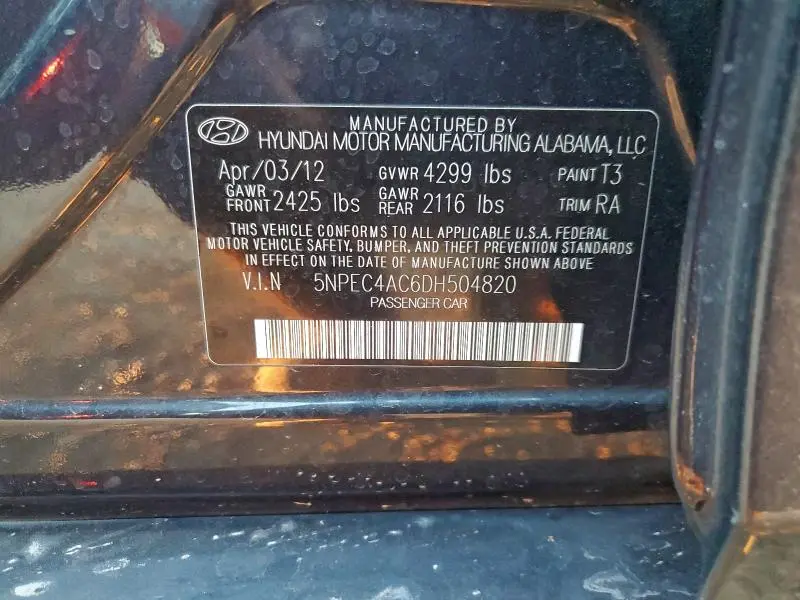 MANUFACTURED BY
HYUNDAI MOTOR MANUFACTURING ALABAMA, LLC
Apr/03/12 GVWR 4299 lbs PAINT T3
GAWR FRONT 2425 lbs GAWR REAR 2116 lbs TRIM RA
THIS VEHICLE CONFORMS TO ALL APPLICABLE U.S.A. FEDERAL
MOTOR VEHICLE SAFETY, BUMPER, AND THEFT PREVENTION STANDARDS
IN EFFECT ON THE DATE OF MANUFACTURE SHOWN ABOVE
V.I.N 5NPEC4AC6DH504820
PASSENGER CAR